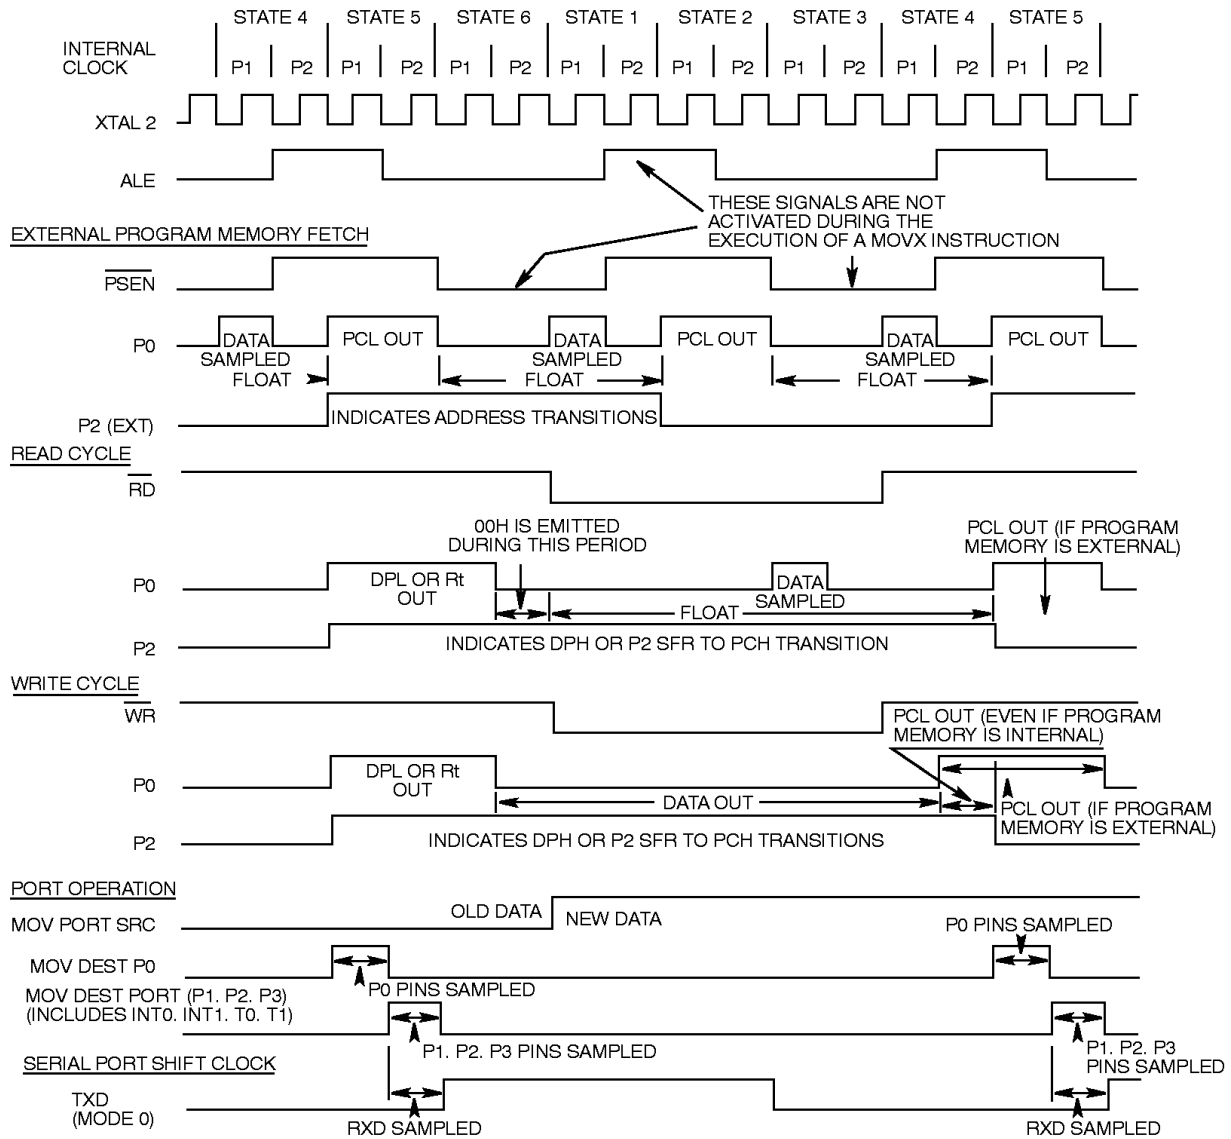 STATE 4 STATE 5 STATE 6 STATE 1 STATE 2 STATE 3 STATE 4 STATE 5
INTERNAL
CLOCK
P1 P2 P1 P2 P1 P2 P1 P2 P1 P2 P1 P2 P1 P2 P1 P2
XTAL 2
ALE
THESE SIGNALS ARE NOT
ACTIVATED DURING THE
EXECUTION OF A MOVX INSTRUCTION
EXTERNAL PROGRAM MEMORY FETCH
PSEN
P0
DATA PCL OUT DATA PCL OUT DATA PCL OUT
SAMPLED SAMPLED SAMPLED
FLOAT FLOAT FLOAT
P2 (EXT)
INDICATES ADDRESS TRANSITIONS
READ CYCLE
RD
00H IS EMITTED
DURING THIS PERIOD
PCL OUT (IF PROGRAM
MEMORY IS EXTERNAL)
P0
DPL OR Rt
OUT
DATA
SAMPLED
FLOAT
P2
INDICATES DPH OR P2 SFR TO PCH TRANSITION
WRITE CYCLE
WR
PCL OUT (EVEN IF PROGRAM
MEMORY IS INTERNAL)
P0
DPL OR Rt
OUT
DATA OUT
PCL OUT (IF PROGRAM
MEMORY IS EXTERNAL)
P2
INDICATES DPH OR P2 SFR TO PCH TRANSITIONS
PORT OPERATION
MOV PORT SRC
OLD DATA
NEW DATA
P0 PINS SAMPLED
MOV DEST P0
P0 PINS SAMPLED
MOV DEST PORT (P1. P2. P3)
(INCLUDES INT0. INT1. T0. T1)
P1. P2. P3 PINS SAMPLED
P1. P2. P3
PINS SAMPLED
SERIAL PORT SHIFT CLOCK
TXD
(MODE 0)
RXD SAMPLED
RXD SAMPLED